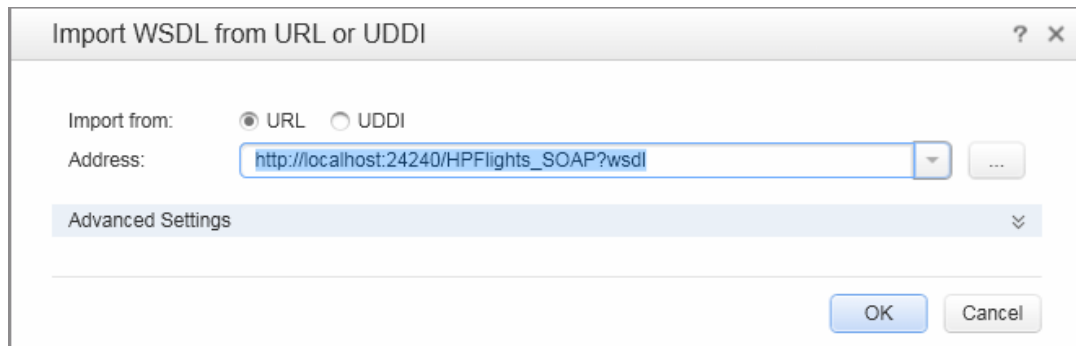 Import WSDL from URL or UDDI ?
Import from: URL UDDI
Address: http://localhost:24240/HPFlights_SOAP?wsdl ...
Advanced Settings
OK Cancel